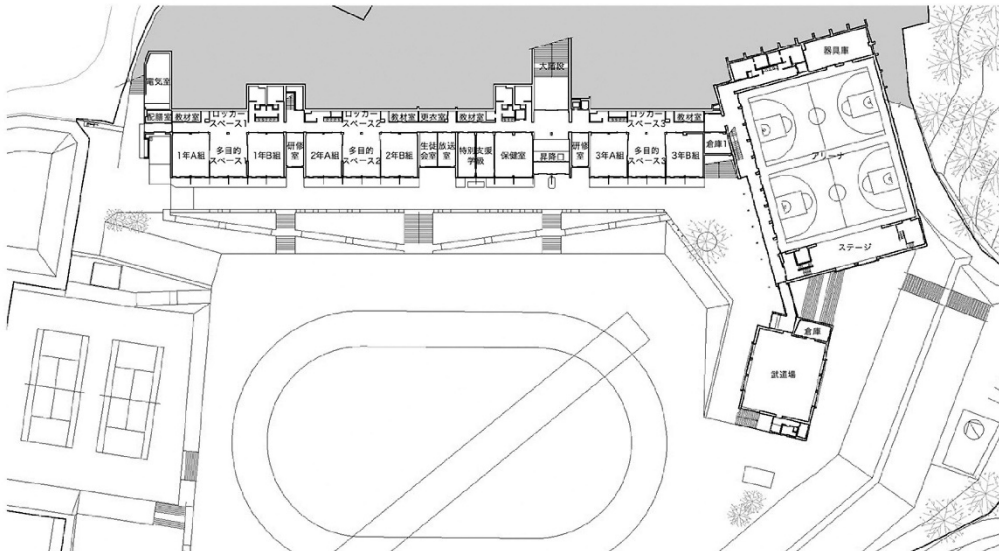 電気室
大階段
器具庫
配膳室
教材室
ロッカー
スペース1
ロッカー
スペース2
教材室
更衣室
教材室
ロッカー
スペース3
教材室
1年A組
多目的
スペース1
1年B組
研修
室
2年A組
多目的
スペース2
2年B組
生徒
会室
放送
室
特別支援
学級
保健室
昇降口
研修
室
3年A組
多目的
スペース3
3年B組
倉庫1
アリーナ
ステージ
倉庫
武道場